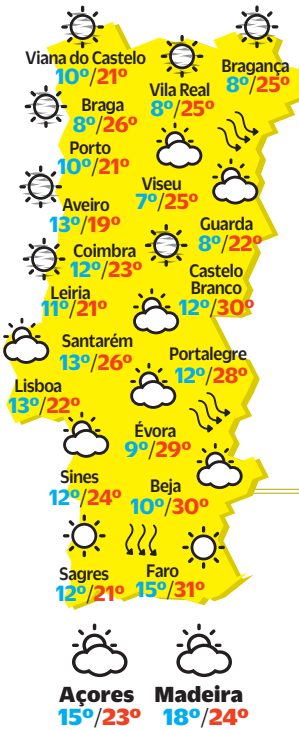 Viana do Castelo
10º/21º
Bragança
8º/25º
Vila Real
8º/25º
Braga
8º/26º
Porto
10º/21º
Viseu
7º/25º
Aveiro
13º/19º
Guarda
8º/22º
Coimbra
12º/23º
Castelo
Branco
12º/30º
Leiria
11º/21º
Santarém
13º/26º
Portalegre
12º/28º
Lisboa
13º/22º
Évora
9º/29º
Sines
12º/24º
Beja
10º/30º
Sagres
12º/21º
Faro
15º/31º
Açores
15º/23º
Madeira
18º/24º